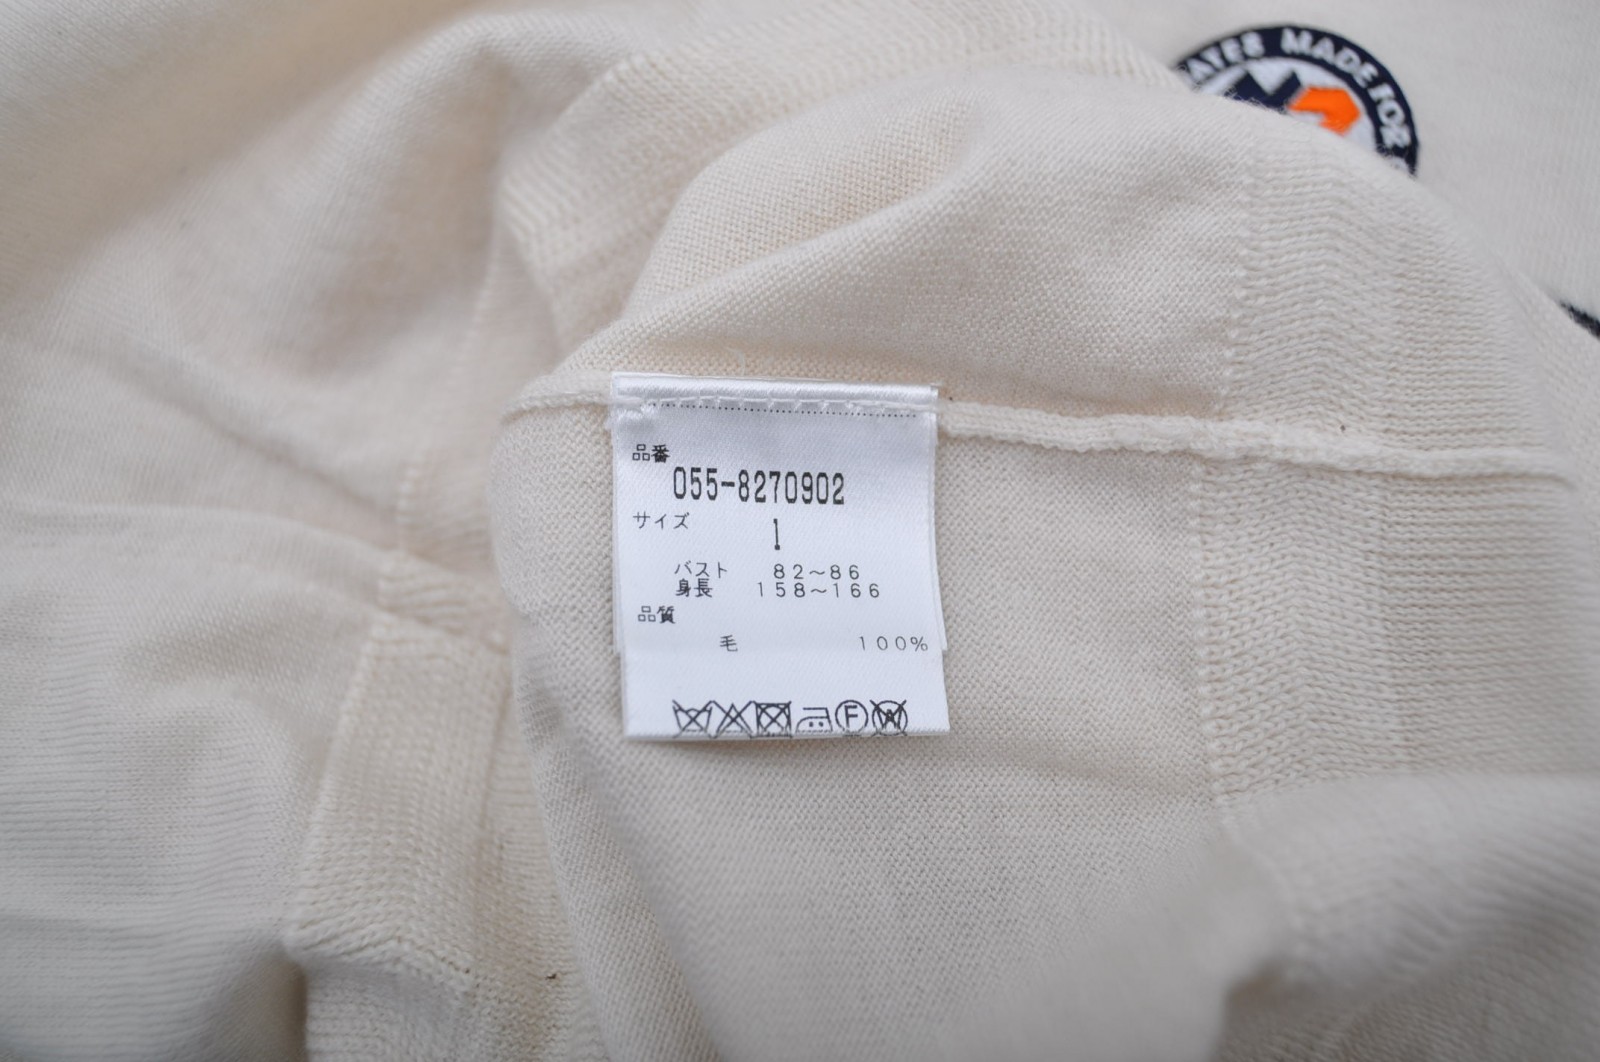 MADE FOR
品番
055-8270902
サイズ
1
バスト 82～86
身長 158～166
品質
毛 100%
F
W